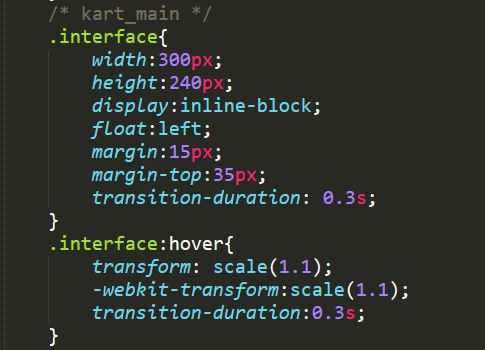 /* kart_main */
.interface{
width:300px;
height:240px;
display:inline-block;
float:left;
margin:15px;
margin-top:35px;
transition-duration: 0.3s;
}
.interface:hover{
transform: scale(1.1);
-webkit-transform:scale(1.1);
transition-duration:0.3s;
}